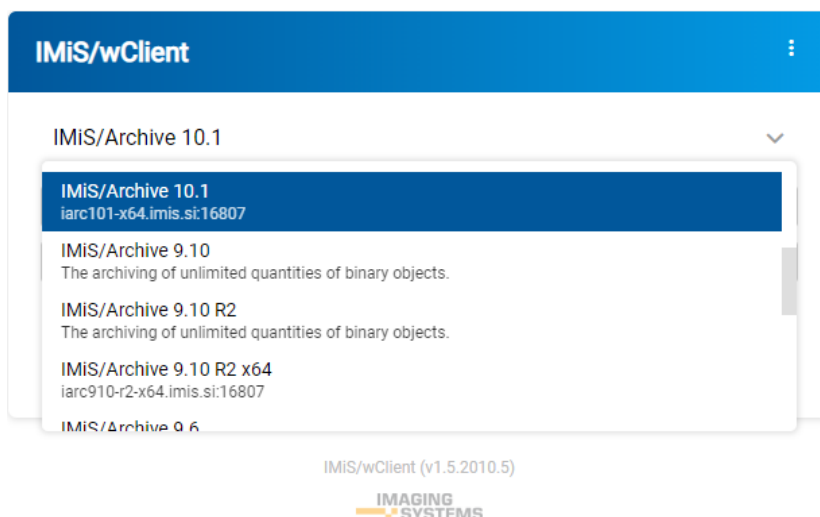 IMiS/wClient
IMiS/Archive 10.1
IMiS/Archive 10.1
iarc101-x64.imis.si:16807
IMiS/Archive 9.10
The archiving of unlimited quantities of binary objects.
IMiS/Archive 9.10 R2
The archiving of unlimited quantities of binary objects.
IMiS/Archive 9.10 R2 x64
iarc910-r2-x64.imis.si:16807
IMiS/Archive 9.6
IMiS/wClient (v1.5.2010.5)
IMAGING
SYSTEMS